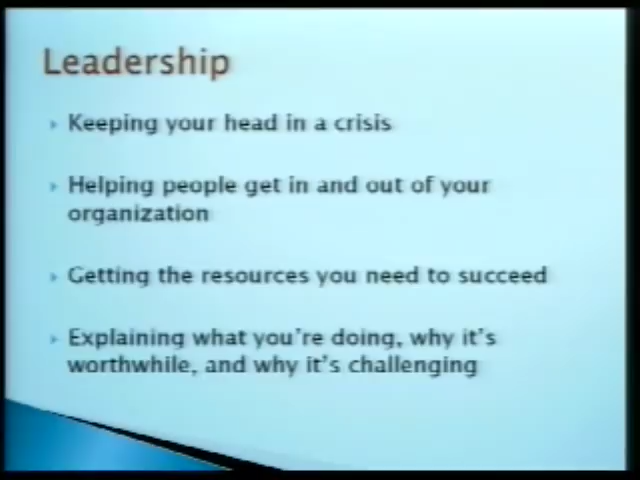 Leadership
Keeping your head in a crisis
Helping people get in and out of your
organization
Getting the resources you need to succeed
Explaining what you're doing, why it's
worthwhile, and why it's challenging